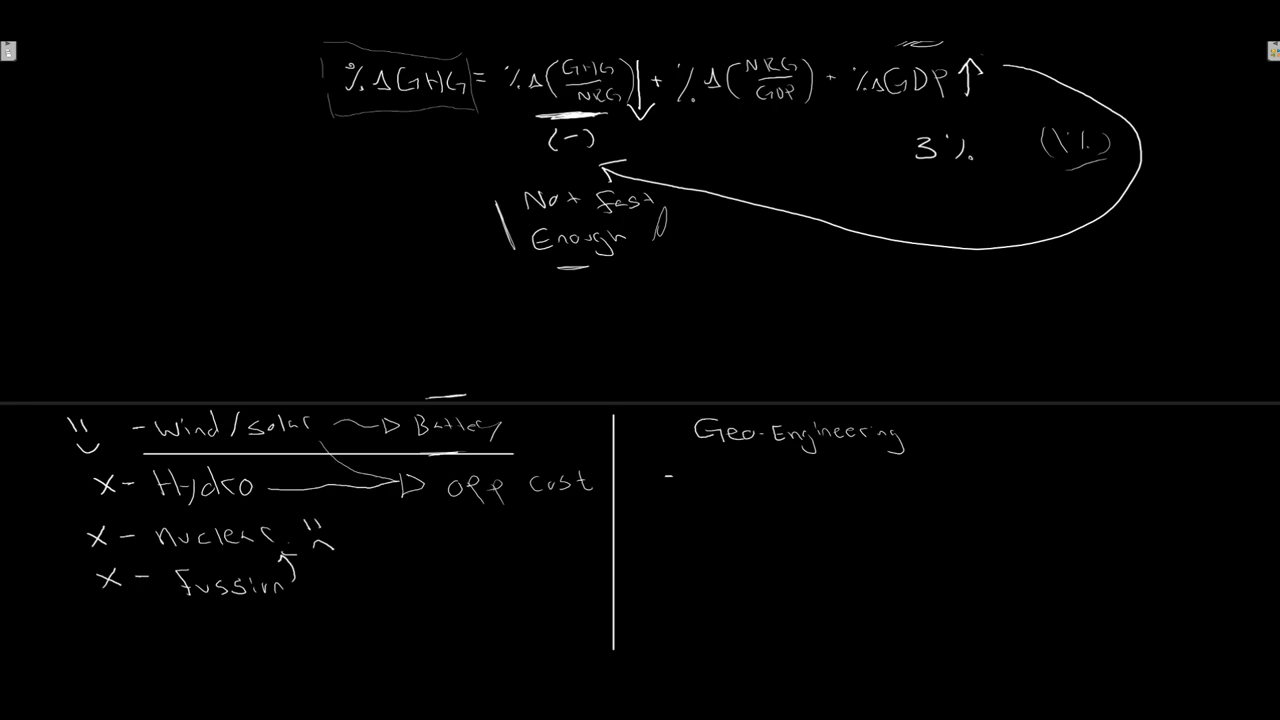 %ΔGHG = %Δ(GHG/NRG)↓ + %Δ(NRG/GDP) + %ΔGDP↑
(-)
3% (1%)
Not fast
Enough
- Wind/solar → Battery
x - Hydro → opp cost
x - nuclear
x - Fussion
Geo-Engineering
-